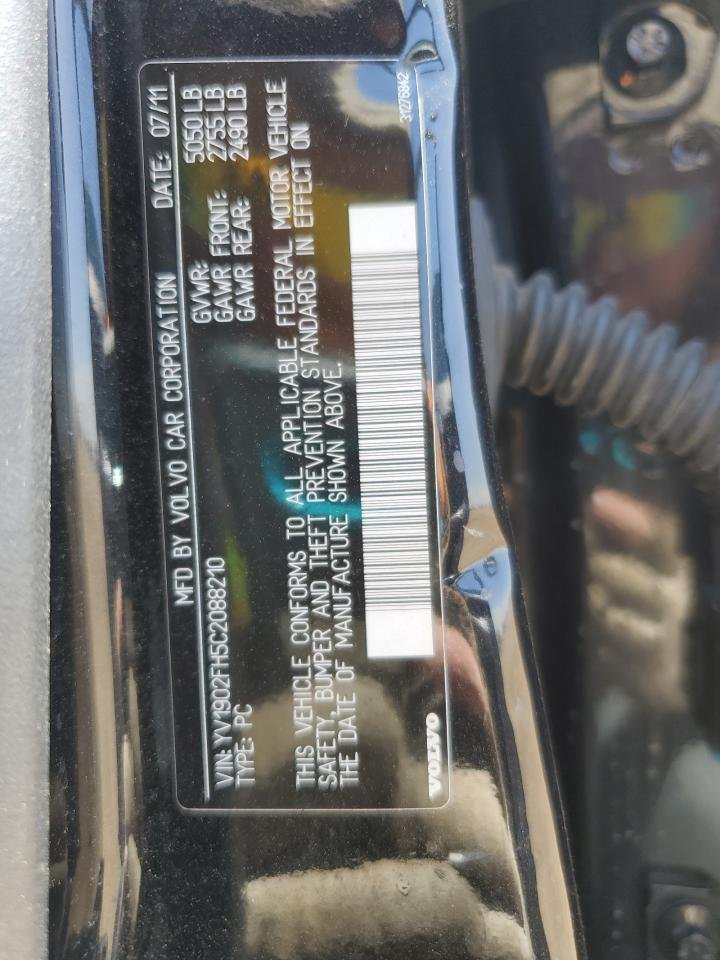 MFD BY VOLVO CAR CORPORATION DATE: 07/11
GVWR: 5050 LB
GAWR FRONT: 2755 LB
GAWR REAR: 2490 LB
VIN: YV1902FH5C2088210
TYPE: PC
THIS VEHICLE CONFORMS TO ALL APPLICABLE FEDERAL MOTOR VEHICLE
SAFETY, BUMPER AND THEFT PREVENTION STANDARDS IN EFFECT ON
THE DATE OF MANUFACTURE SHOWN ABOVE.
VOLVO 31276842